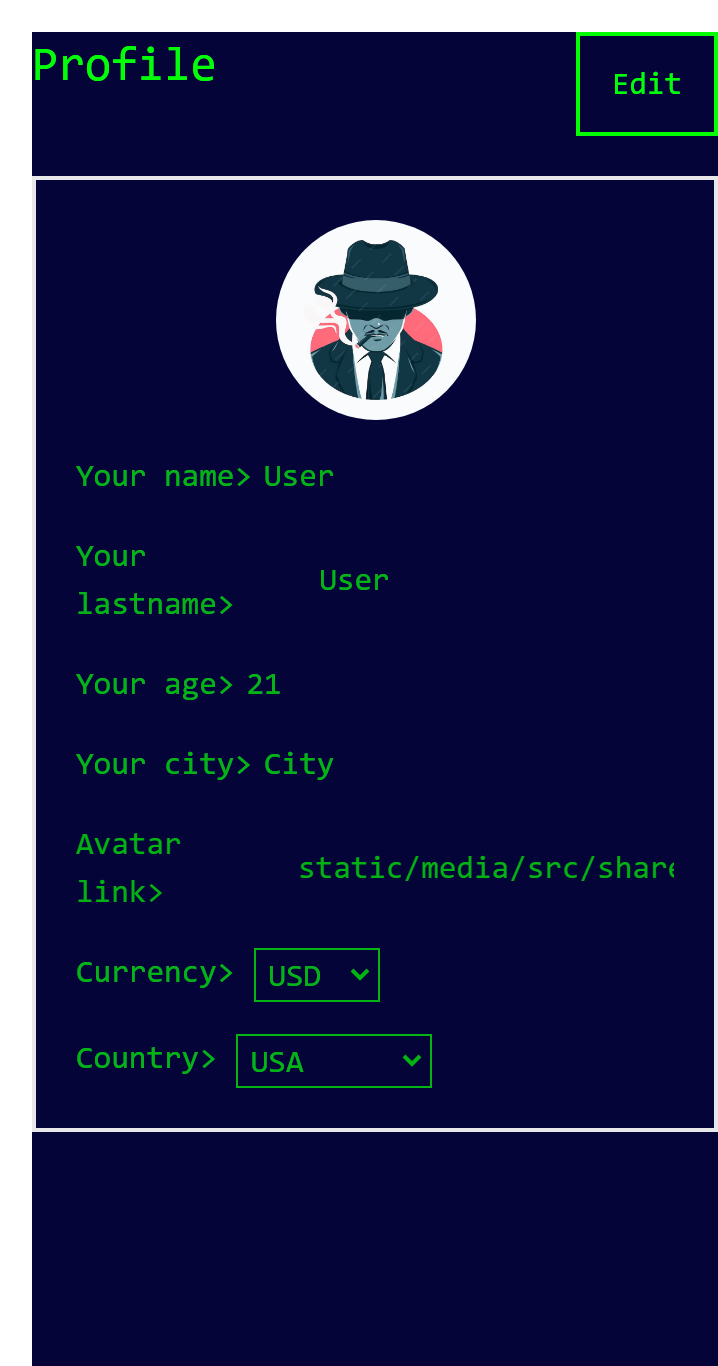 Profile
Edit
Your name> User
Your
lastname>
User
Your age> 21
Your city> City
Avatar
link>
static/media/src/share
Currency> USD
Country> USA